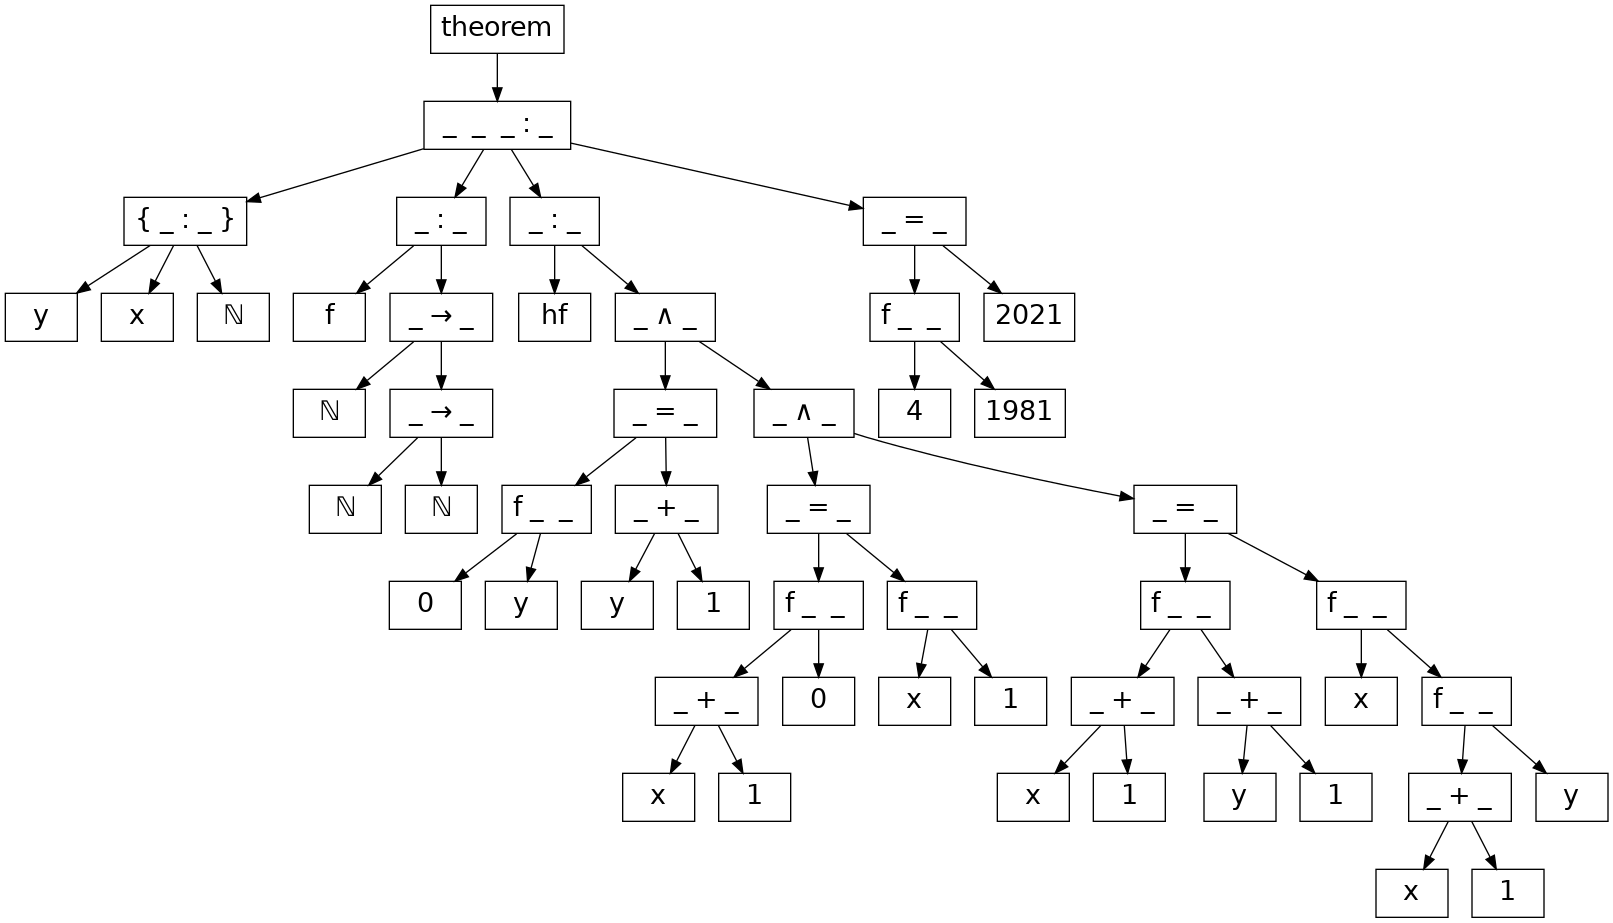 theorem
_ _ _ : _
{ _ : _ } _ : _ _ : _ _ = _
y x ℕ f _ → _ hf _ ∧ _ f _ _ 2021
ℕ _ → _ _ = _ _ ∧ _ 4 1981
ℕ ℕ f _ _ _ + _ _ = _ _ = _
0 y y 1 f _ _ f _ _ f _ _ f _ _
_ + _ 0 x 1 _ + _ _ + _ x f _ _
x 1 x 1 y 1 _ + _ y
x 1